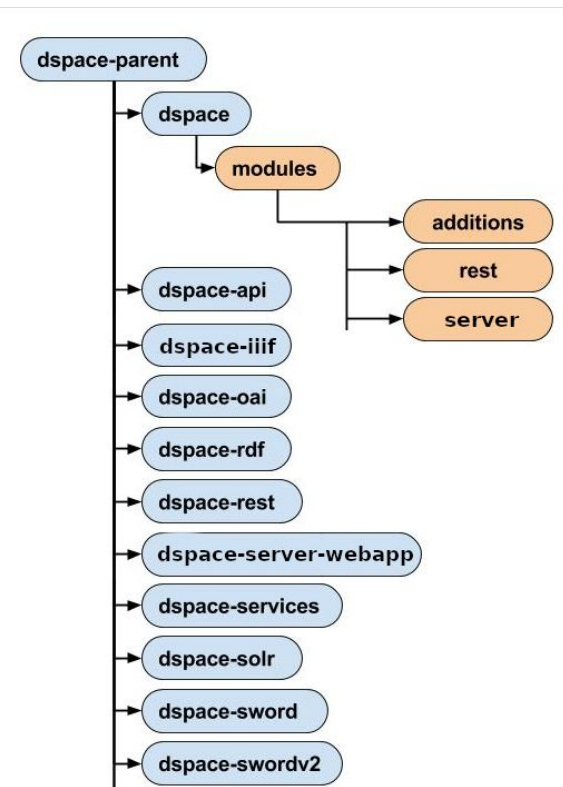 dspace-parent
dspace
modules
additions
rest
server
dspace-api
dspace-iiif
dspace-oai
dspace-rdf
dspace-rest
dspace-server-webapp
dspace-services
dspace-solr
dspace-sword
dspace-swordv2